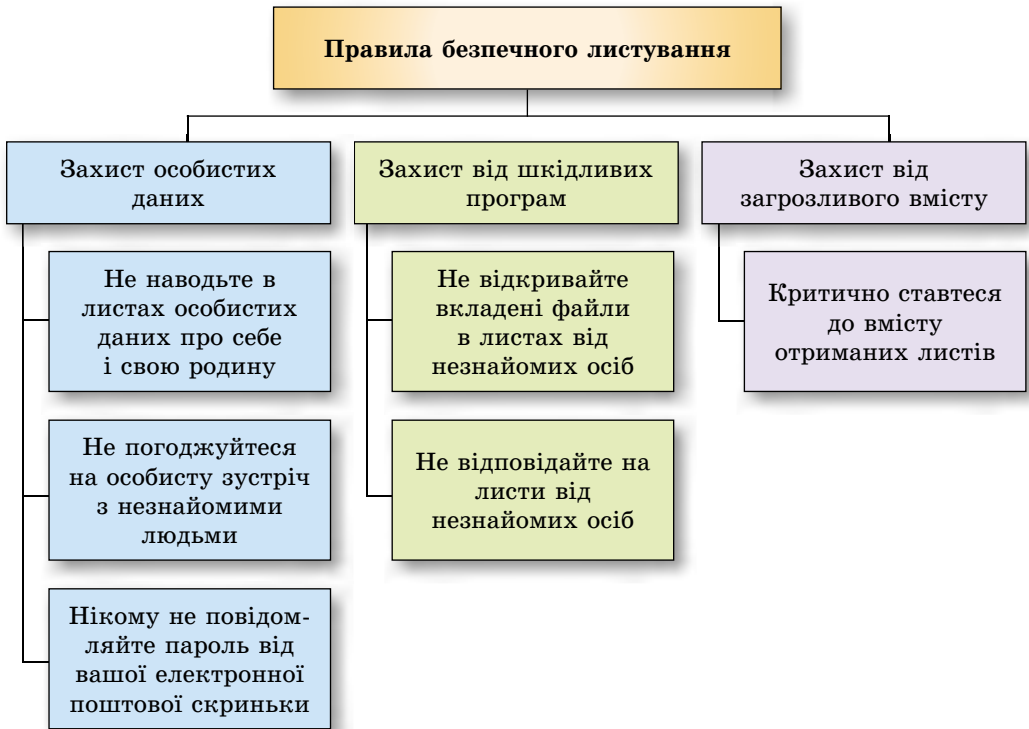 Правила безпечного листування
Захист особистих
даних
Не наводьте в
листах особистих
даних про себе
і свою родину
Не погоджуйтеся
на особисту зустріч
з незнайомими
людьми
Нікому не повідом-
ляйте пароль від
вашої електронної
поштової скриньки
Захист від шкідливих
програм
Не відкривайте
вкладені файли
в листах від
незнайомих осіб
Не відповідайте на
листи від
незнайомих осіб
Захист від
загрозливого вмісту
Критично ставтеся
до вмісту
отриманих листів